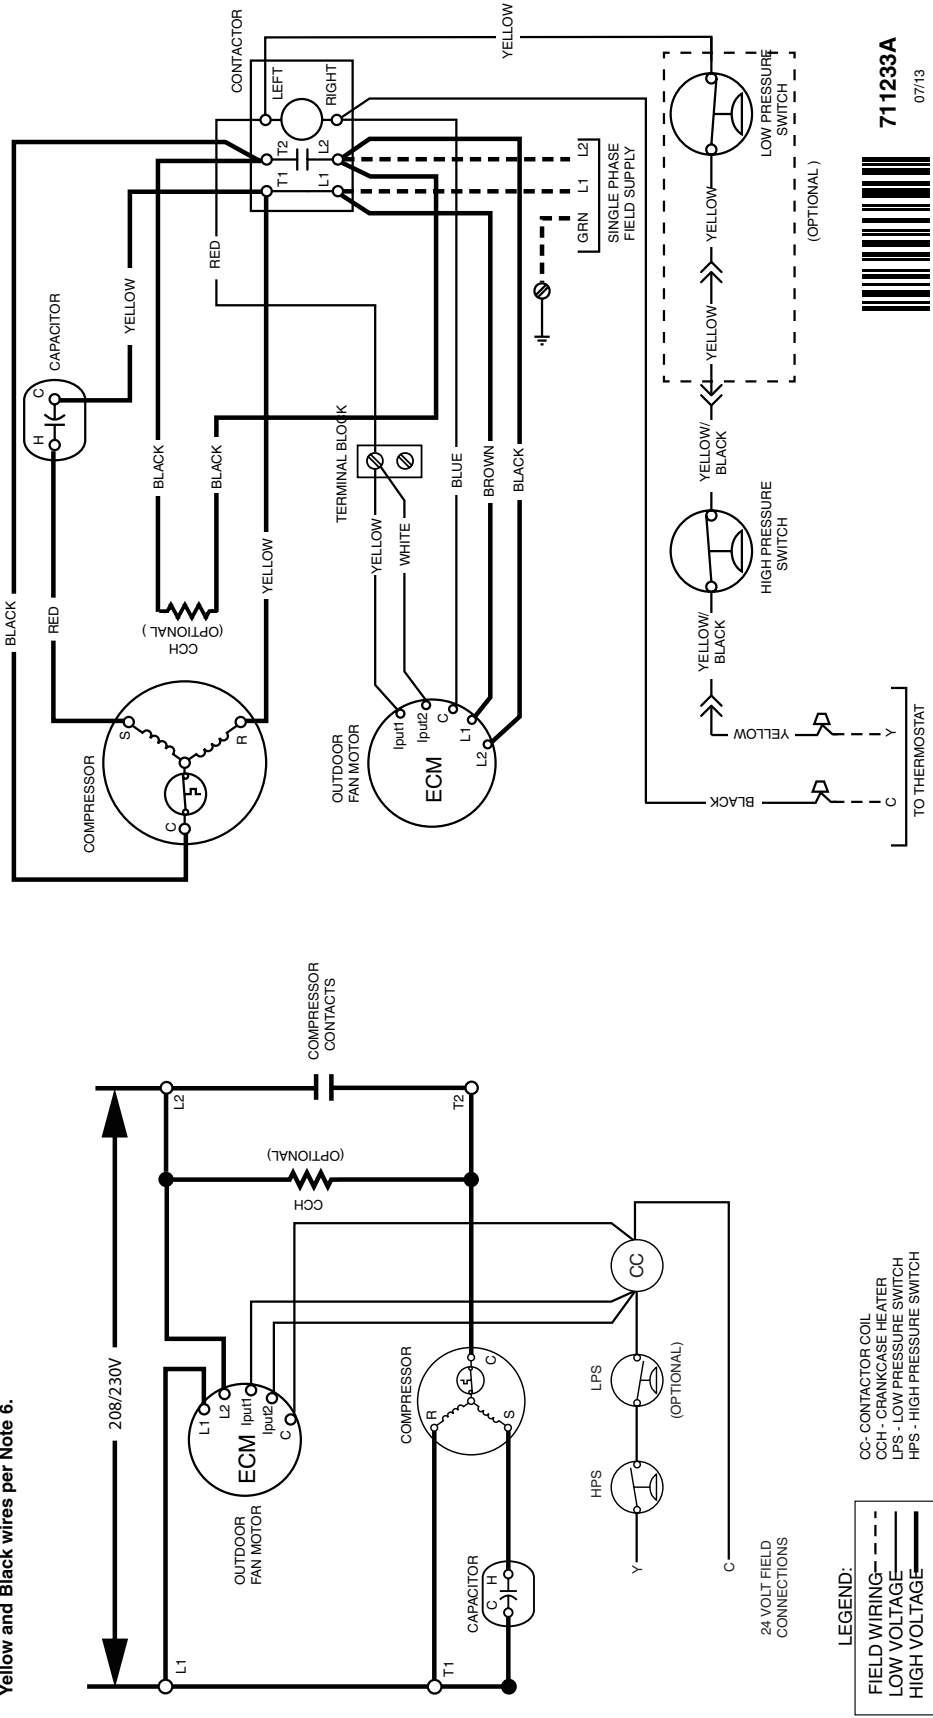 Yellow and Black wires per Note 6.
208/230V
L1
L2
COMPRESSOR
CONTACTS
T2
CCH
(OPTIONAL)
OUTDOOR
FAN MOTOR
ECM
L1
L2
Iput1
Iput2
C
COMPRESSOR
R
S
C
T1
CAPACITOR
C
H
HPS
LPS
(OPTIONAL)
CC
Y
C
24 VOLT FIELD
CONNECTIONS
LEGEND:
FIELD WIRING
LOW VOLTAGE
HIGH VOLTAGE
CC- CONTACTOR COIL
CCH - CRANKCASE HEATER
LPS - LOW PRESSURE SWITCH
HPS - HIGH PRESSURE SWITCH
BLACK
RED
CAPACITOR
H
C
YELLOW
CONTACTOR
LEFT
RIGHT
T2
T1
L2
L1
YELLOW
RED
COMPRESSOR
S
R
C
CCH
(OPTIONAL )
BLACK
BLACK
YELLOW
TERMINAL BLOCK
OUTDOOR
FAN MOTOR
ECM
Iput1
Iput2
C
L1
L2
YELLOW
WHITE
BLUE
BROWN
BLACK
GRN
L1
L2
SINGLE PHASE
FIELD SUPPLY
YELLOW/
BLACK
HIGH PRESSURE
SWITCH
YELLOW/
BLACK
YELLOW
YELLOW
LOW PRESSURE
SWITCH
(OPTIONAL )
BLACK
YELLOW
C
Y
TO THERMOSTAT
711233A
07/13